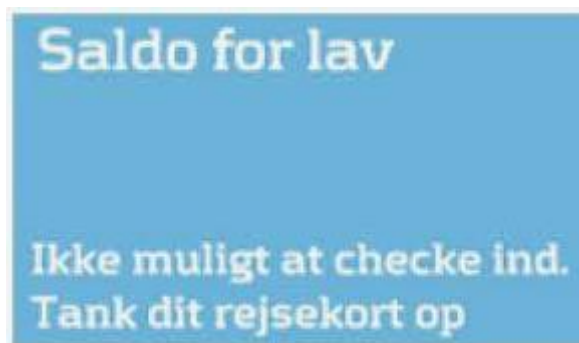 Saldo for lav
Ikke muligt at checke ind.
Tank dit rejsekort op